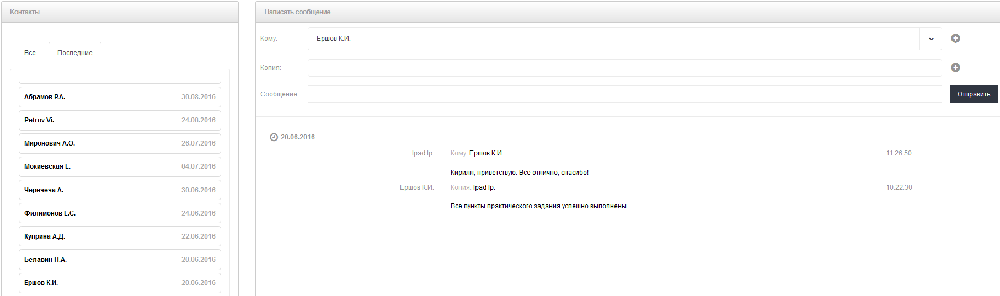 Контакты
Все
Последние
Абрамов Р.А. 30.08.2016
Petrov Vi. 24.08.2016
Миронович А.О. 26.07.2016
Мокиевская Е. 04.07.2016
Черечеча А. 30.06.2016
Филимонов Е.С. 24.06.2016
Куприна А.Д. 22.06.2016
Белавин П.А. 20.06.2016
Ершов К.И. 20.06.2016
Написать сообщение
Кому: Ершов К.И.
Копия:
Сообщение: Отправить
20.06.2016
Ipad Ip. Кому: Ершов К.И. 11:26:50
Кирилл, приветствую. Все отлично, спасибо!
Ершов К.И. Копия: Ipad Ip. 10:22:30
Все пункты практического задания успешно выполнены